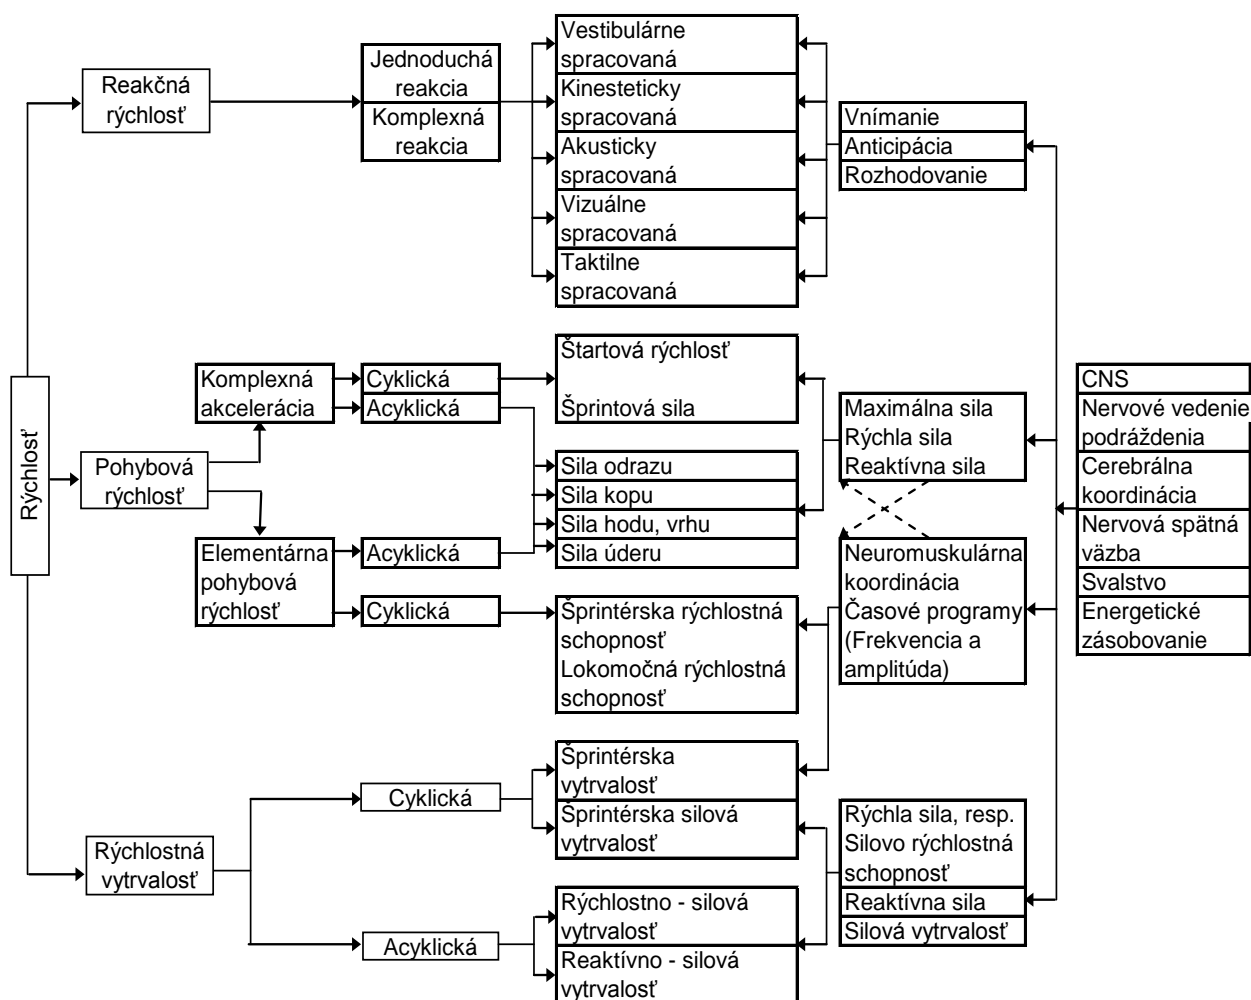 Rýchlosť
Reakčná
rýchlosť
Jednoduchá
reakcia
Komplexná
reakcia
Vestibulárne
spracovaná
Kinesteticky
spracovaná
Akusticky
spracovaná
Vizuálne
spracovaná
Taktilne
spracovaná
Vnímanie
Anticipácia
Rozhodovanie
Pohybová
rýchlosť
Komplexná
akcelerácia
Cyklická
Acyklická
Štartová rýchlosť
Šprintová sila
Sila odrazu
Sila kopu
Sila hodu, vrhu
Sila úderu
Maximálna sila
Rýchla sila
Reaktívna sila
Elementárna
pohybová
rýchlosť
Acyklická
Cyklická
Šprintérska rýchlostná
schopnosť
Lokomočná rýchlostná
schopnosť
Neuromuskulárna
koordinácia
Časové programy
(Frekvencia a
amplitúda)
CNS
Nervové vedenie
podráždenia
Cerebrálna
koordinácia
Nervová spätná
väzba
Svalstvo
Energetické
zásobovanie
Rýchlostná
vytrvalosť
Cyklická
Šprintérska
vytrvalosť
Šprintérska silová
vytrvalosť
Acyklická
Rýchlostno - silová
vytrvalosť
Reaktívno - silová
vytrvalosť
Rýchla sila, resp.
Silovo rýchlostná
schopnosť
Reaktívna sila
Silová vytrvalosť